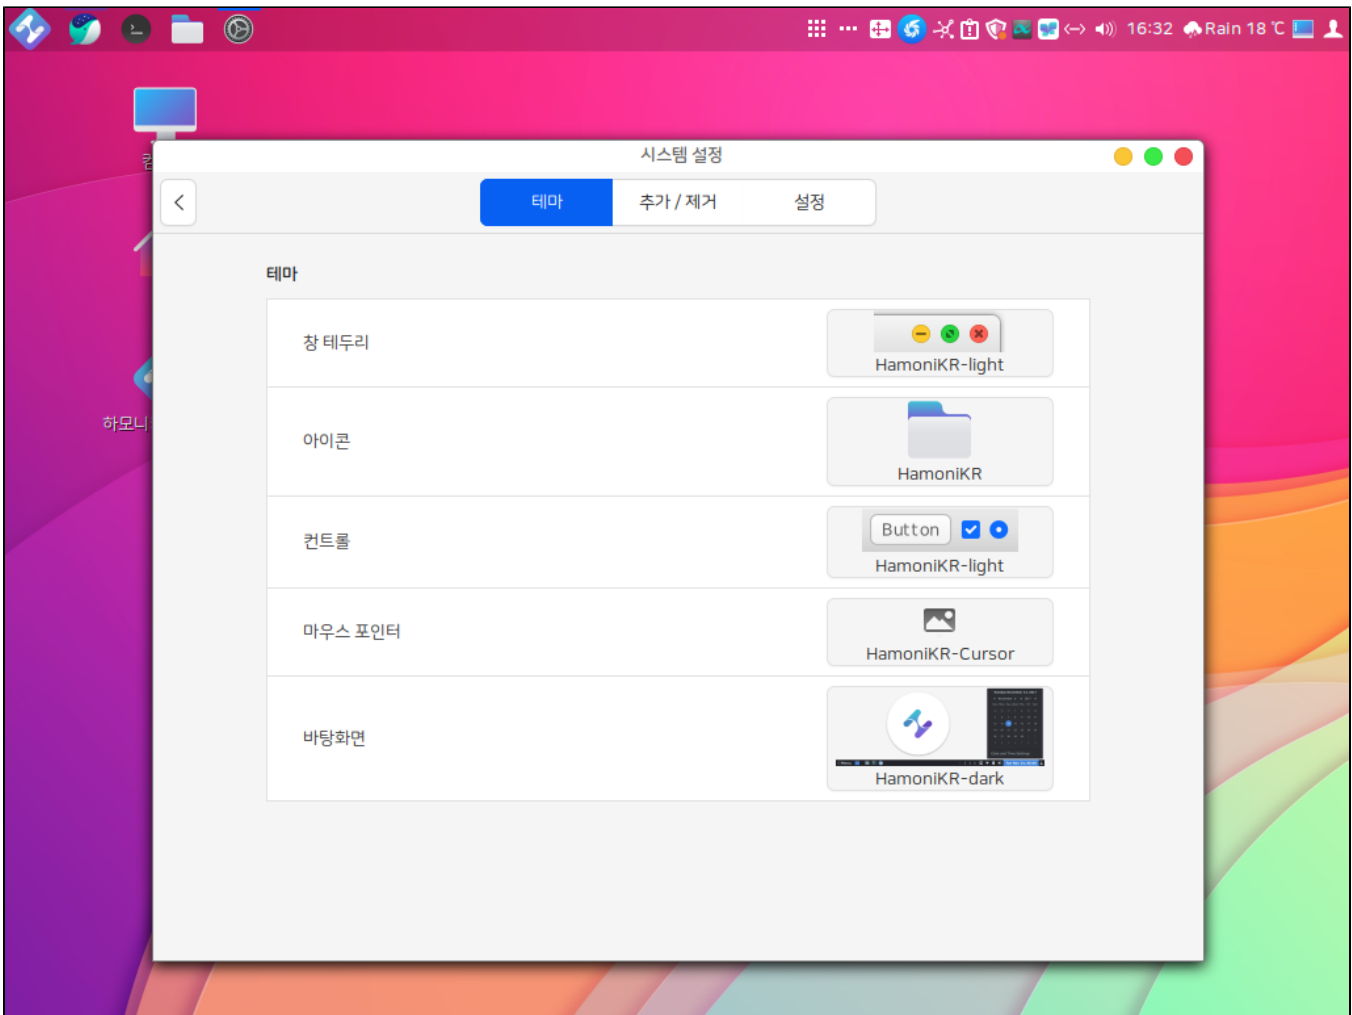 16:32 Rain 18 ℃
컴
시스템 설정
테마 추가 / 제거 설정
테마
창 테두리
HamoniKR-light
아이콘
HamoniKR
Button
컨트롤
HamoniKR-light
마우스 포인터
HamoniKR-Cursor
바탕화면
HamoniKR-dark
하모니